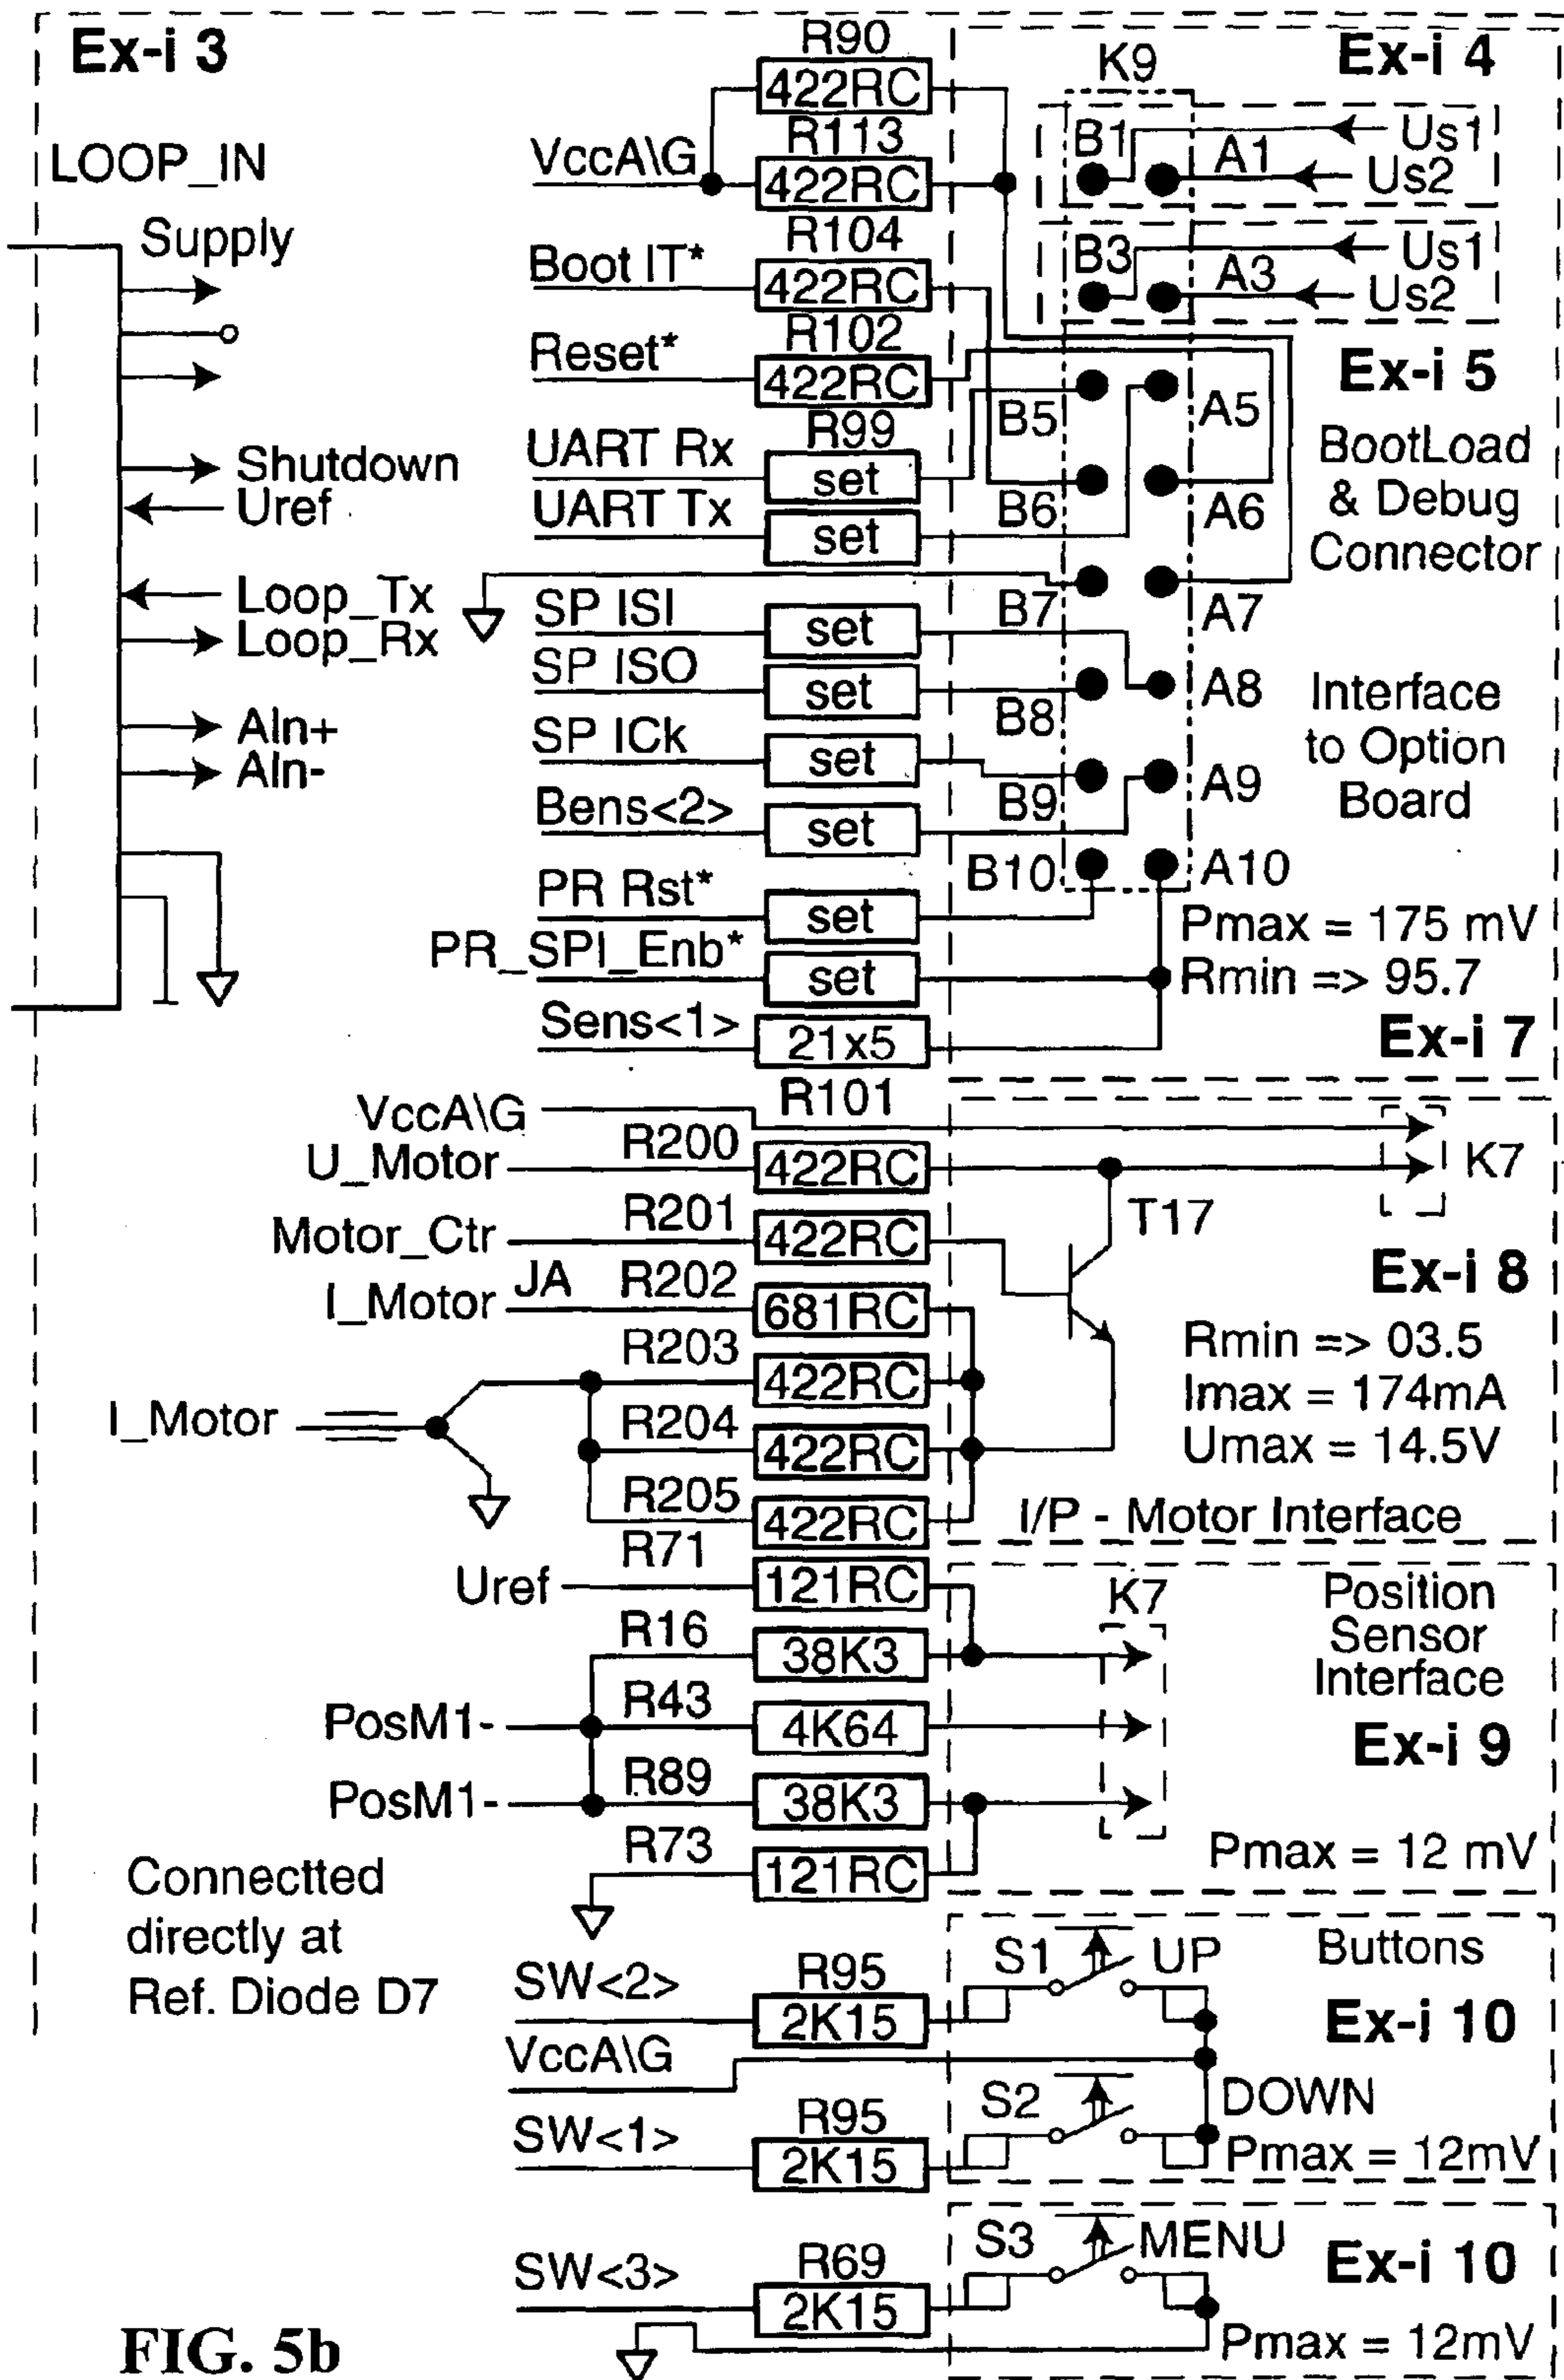 Ex-i 3
R90
422RC
K9
Ex-i 4
LOOP_IN
VccA\G
R113
422RC
B1
A1
Us1
Us2
Supply
Boot IT*
R104
422RC
B3
A3
Us1
Us2
Reset*
R102
422RC
Ex-i 5
Shutdown
Uref
UART Rx
R99
set
B5
A5
BootLoad
& Debug
Connector
UART Tx
set
B6
A6
Loop_Tx
Loop_Rx
SP ISI
set
B7
A7
SP ISO
set
B8
A8
Interface
to Option
Board
AIn+
AIn-
SP ICk
set
B9
A9
Bens<2>
set
B10
A10
PR Rst*
set
Pmax = 175 mV
PR_SPI_Enb*
set
Rmin => 95.7
Sens<1>
21x5
Ex-i 7
VccA\G
R101
U_Motor
R200
422RC
K7
Motor_Ctr
R201
422RC
T17
Ex-i 8
I_Motor
JA
R202
681RC
R203
422RC
Rmin => 03.5
Imax = 174mA
Umax = 14.5V
I_Motor
R204
422RC
R205
422RC
I/P - Motor Interface
Uref
R71
121RC
K7
Position
Sensor
Interface
R16
38K3
PosM1-
R43
4K64
Ex-i 9
PosM1-
R89
38K3
R73
121RC
Pmax = 12 mV
Connectted
directly at
Ref. Diode D7
SW<2>
R95
2K15
S1
UP
Buttons
Ex-i 10
VccA\G
SW<1>
R95
2K15
S2
DOWN
Pmax = 12mV
SW<3>
R69
2K15
S3
MENU
Ex-i 10
Pmax = 12mV
FIG. 5b